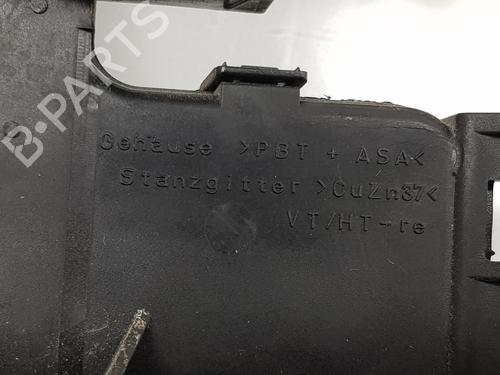 B-PARTS
Gehäuse >PBT + ASA<
Stanzgitter >CuZn37<
VT/HT-re